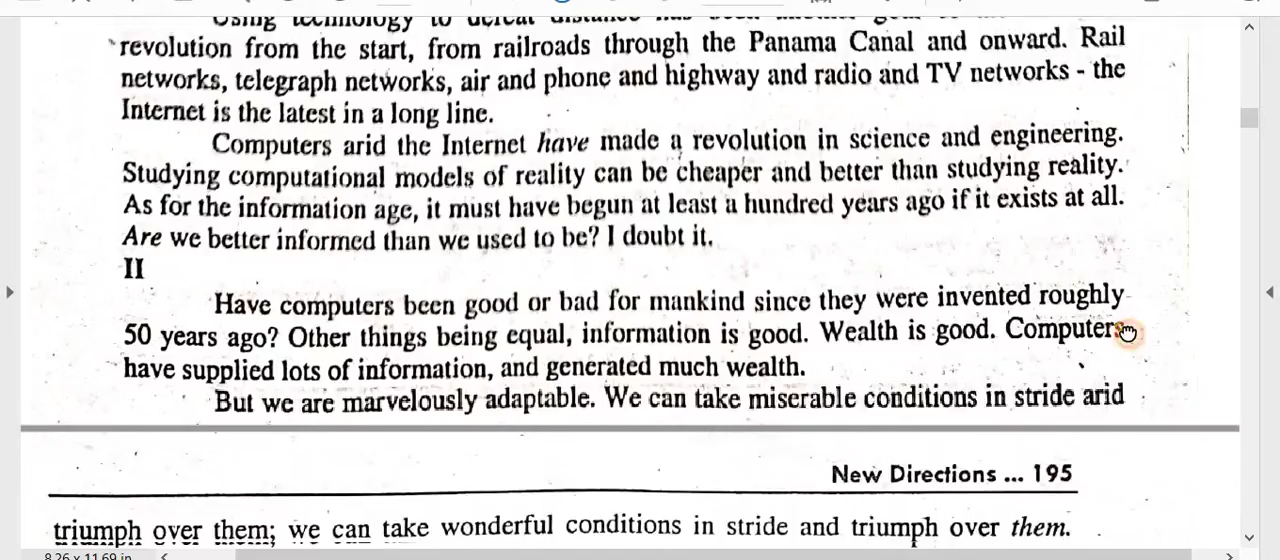 Using technology to defeat distance has been another goal
revolution from the start, from railroads through the Panama Canal and onward. Rail
networks, telegraph networks, air and phone and highway and radio and TV networks - the
Internet is the latest in a long line.
Computers arid the Internet have made a revolution in science and engineering.
Studying computational models of reality can be cheaper and better than studying reality.
As for the information age, it must have begun at least a hundred years ago if it exists at all.
Are we better informed than we used to be? I doubt it.
II
Have computers been good or bad for mankind since they were invented roughly
50 years ago? Other things being equal, information is good. Wealth is good. Computers
have supplied lots of information, and generated much wealth.
But we are marvelously adaptable. We can take miserable conditions in stride arid
New Directions ... 195
triumph over them; we can take wonderful conditions in stride and triumph over them.
8.26 x 11.69 in